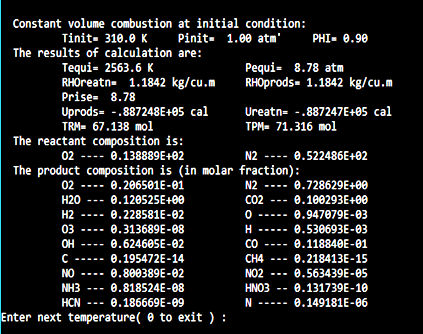 Constant volume combustion at initial condition:
Tinit= 310.0 K Pinit= 1.00 atm' PHI= 0.90
The results of calculation are:
Tequi= 2563.6 K Pequi= 8.78 atm
RHOreatn= 1.1842 kg/cu.m RHOprods= 1.1842 kg/cu.m
Prise= 8.78
Uprods= -.887248E+05 cal Ureatn= -.887247E+05 cal
TRM= 67.138 mol TPM= 71.316 mol
The reactant composition is:
O2 ---- 0.138889E+02 N2 ---- 0.522486E+02
The product composition is (in molar fraction):
O2 ---- 0.206501E-01 N2 ---- 0.728629E+00
H2O --- 0.120525E+00 CO2 --- 0.100293E+00
H2 ---- 0.228581E-02 O ----- 0.947079E-03
O3 ---- 0.313689E-08 H ----- 0.530693E-03
OH ---- 0.624605E-02 CO ---- 0.118840E-01
C ----- 0.195472E-14 CH4 --- 0.218413E-15
NO ---- 0.800389E-02 NO2 --- 0.563439E-05
NH3 --- 0.818524E-08 HNO3 -- 0.131739E-10
HCN --- 0.186669E-09 N ----- 0.149181E-06
Enter next temperature( 0 to exit ) :